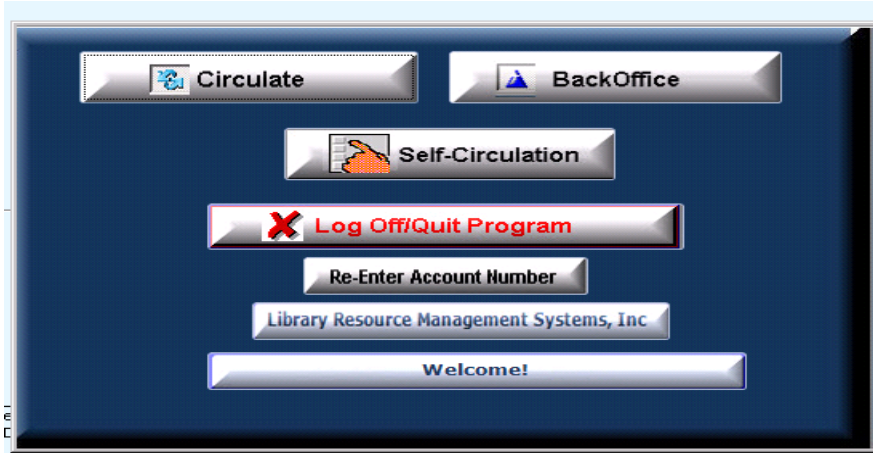 Circulate
BackOffice
Self-Circulation
Log Off/Quit Program
Re-Enter Account Number
Library Resource Management Systems, Inc
Welcome!